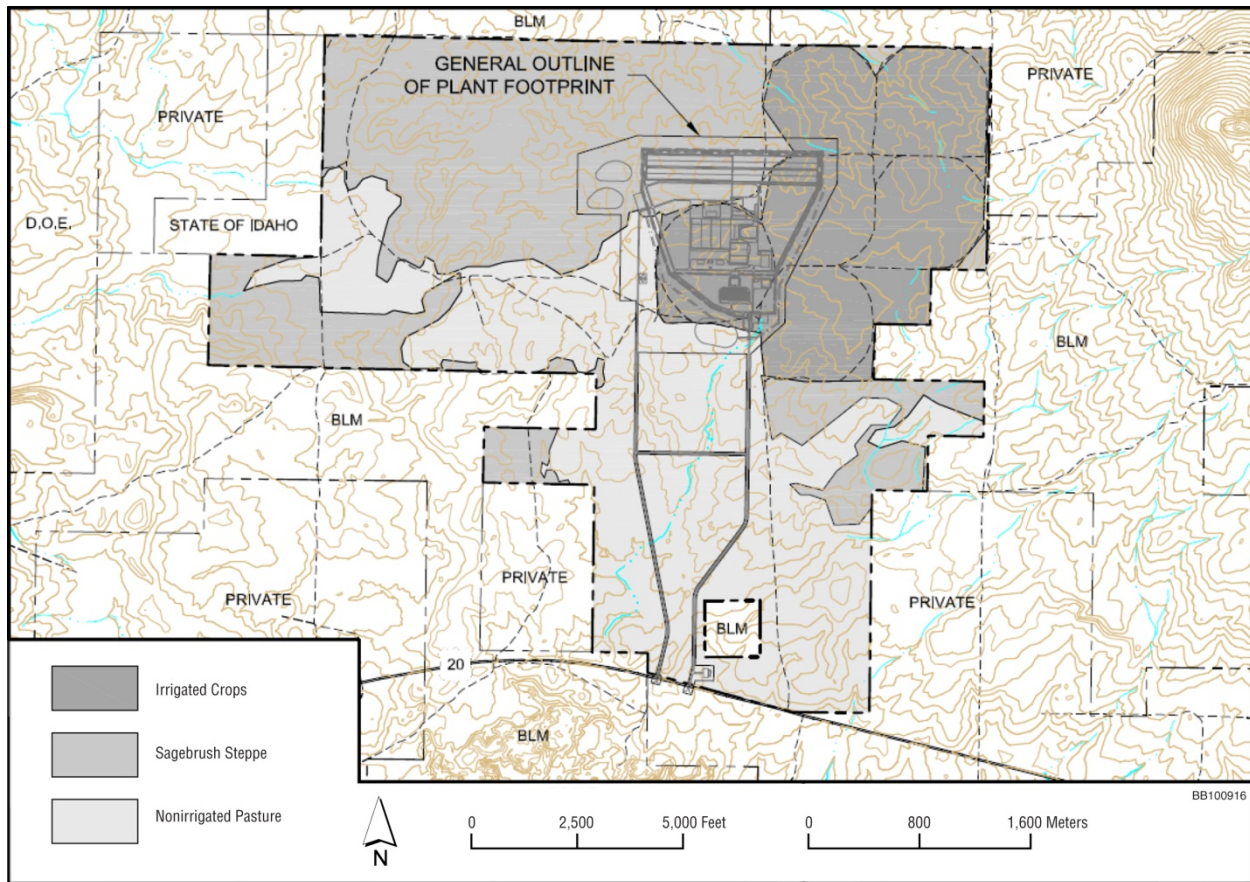 BLM
GENERAL OUTLINE
OF PLANT FOOTPRINT
PRIVATE
PRIVATE
D.O.E.
STATE OF IDAHO
BLM
BLM
PRIVATE
PRIVATE
PRIVATE
BLM
20
BLM
Irrigated Crops
Sagebrush Steppe
Nonirrigated Pasture
BB100916
N
0 2,500 5,000 Feet
0 800 1,600 Meters